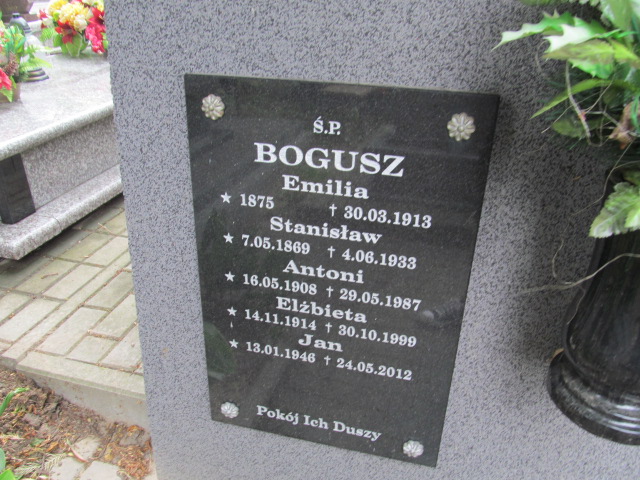 Ś.P.
BOGUSZ
Emilia
★ 1875 † 30.03.1913
Stanisław
★ 7.05.1869 † 4.06.1933
Antoni
★ 16.05.1908 † 29.05.1987
Elżbieta
★ 14.11.1914 † 30.10.1999
Jan
★ 13.01.1946 † 24.05.2012
Pokój Ich Duszy